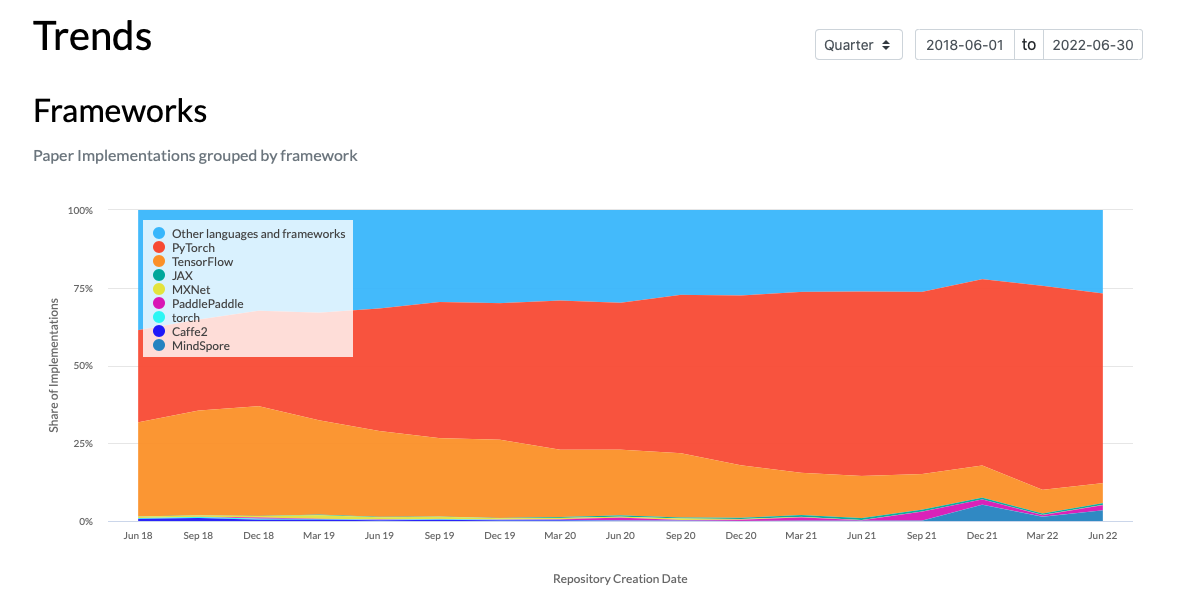 Trends
Quarter
2018-06-01 to 2022-06-30
Frameworks
Paper Implementations grouped by framework
100%
75%
50%
25%
0%
Share of Implementations
Other languages and frameworks
PyTorch
TensorFlow
JAX
MXNet
PaddlePaddle
torch
Caffe2
MindSpore
Jun 18 Sep 18 Dec 18 Mar 19 Jun 19 Sep 19 Dec 19 Mar 20 Jun 20 Sep 20 Dec 20 Mar 21 Jun 21 Sep 21 Dec 21 Mar 22 Jun 22
Repository Creation Date